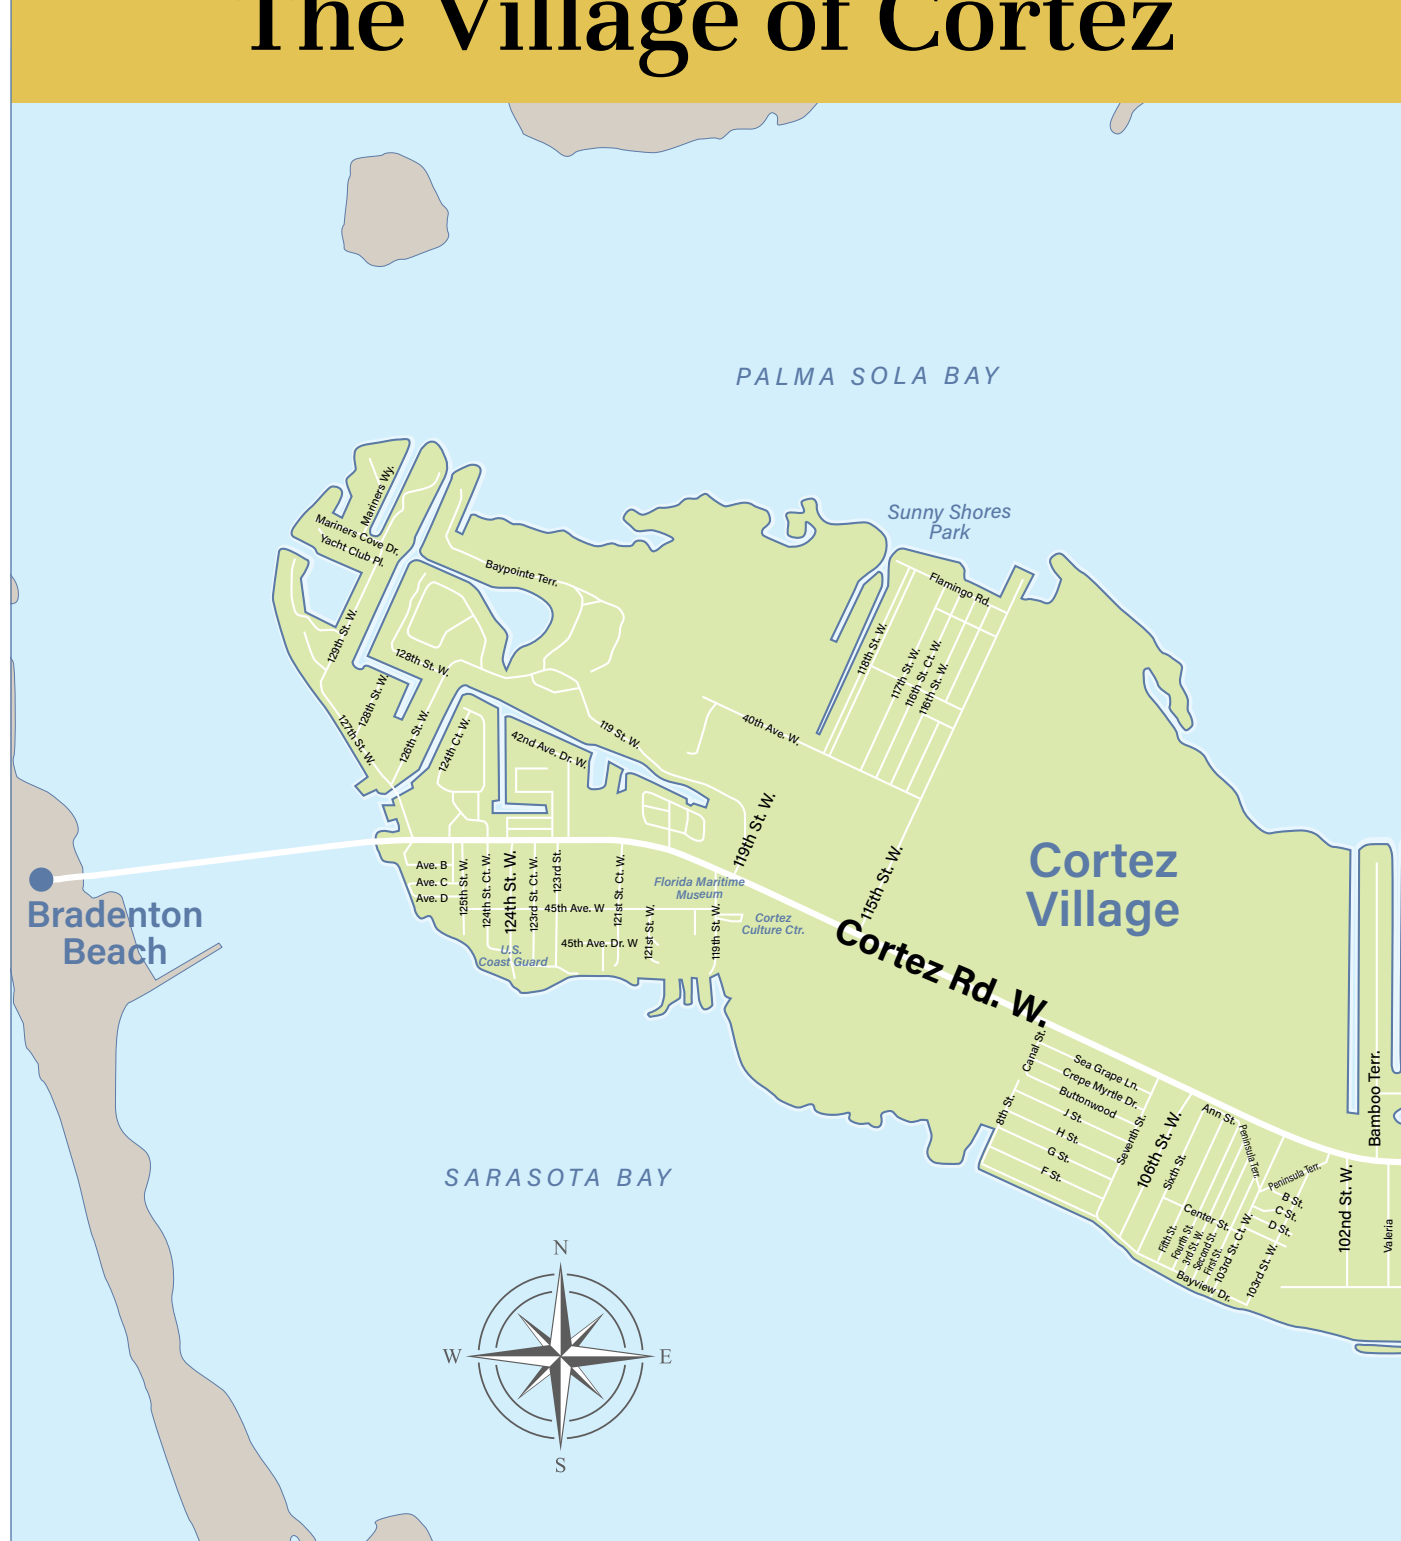 The Village of Cortez
PALMA SOLA BAY
Sunny Shores
Park
Mariners Wy.
Mariners Cove Dr.
Yacht Club Pl.
Baypointe Terr.
Flamingo Rd.
129th St. W.
128th St. W.
128th St. W.
127th St. W.
126th St. W.
124th Ct. W.
42nd Ave. Dr. W.
119 St. W.
40th Ave. W.
118th St. W.
117th St. W.
116th St. Ct. W.
116th St. W.
119th St. W.
115th St. W.
Cortez
Village
Bradenton
Beach
Ave. B
Ave. C
Ave. D
125th St. W.
124th St. Ct. W.
124th St. W.
123rd St. Ct. W.
123rd St.
45th Ave. W
45th Ave. Dr. W
121st St. Ct. W.
121st St. W.
119th St. W.
Florida Maritime
Museum
Cortez
Culture Ctr.
U.S.
Coast Guard
Cortez Rd. W.
Canal St.
8th St.
Sea Grape Ln.
Crepe Myrtle Dr.
Buttonwood
J St.
H St.
G St.
F St.
Seventh St.
106th St. W.
Sixth St.
Ann St.
Peninsula Terr.
Peninsula Terr.
B St.
C St.
D St.
Center St.
Fifth St.
Fourth St.
3rd St. W.
Second St.
First St.
103rd St. Ct. W.
103rd St. W.
Bayview Dr.
102nd St. W.
Valeria
Bamboo Terr.
SARASOTA BAY
N
W
E
S